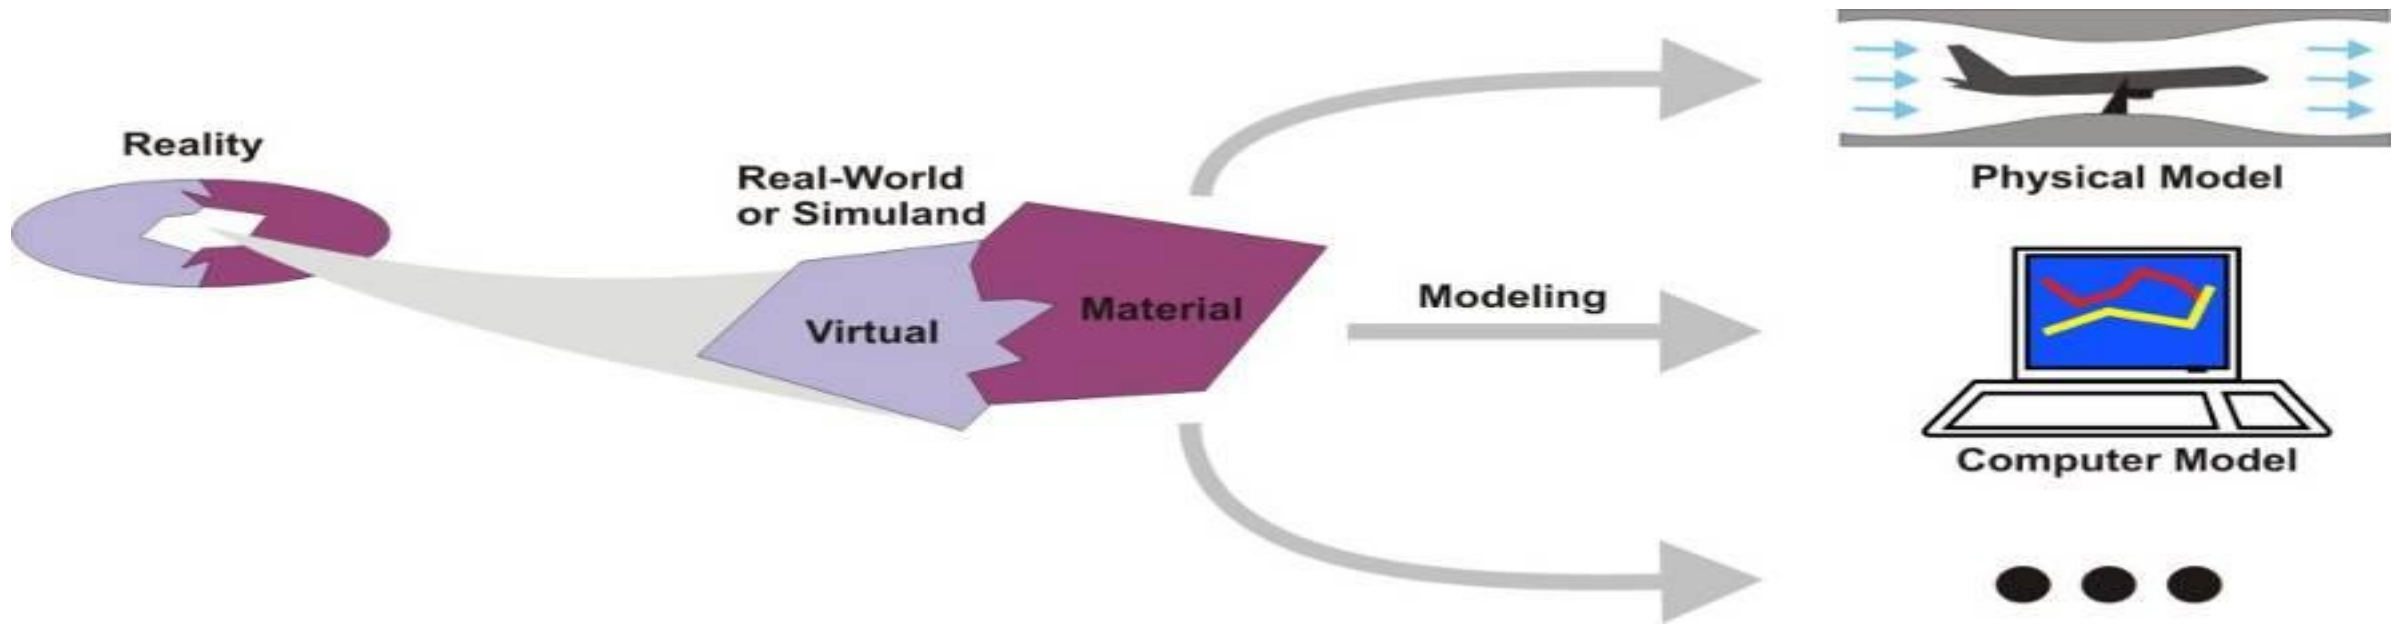 Reality
Real-World
or Simuland
Virtual
Material
Modeling
Physical Model
Computer Model